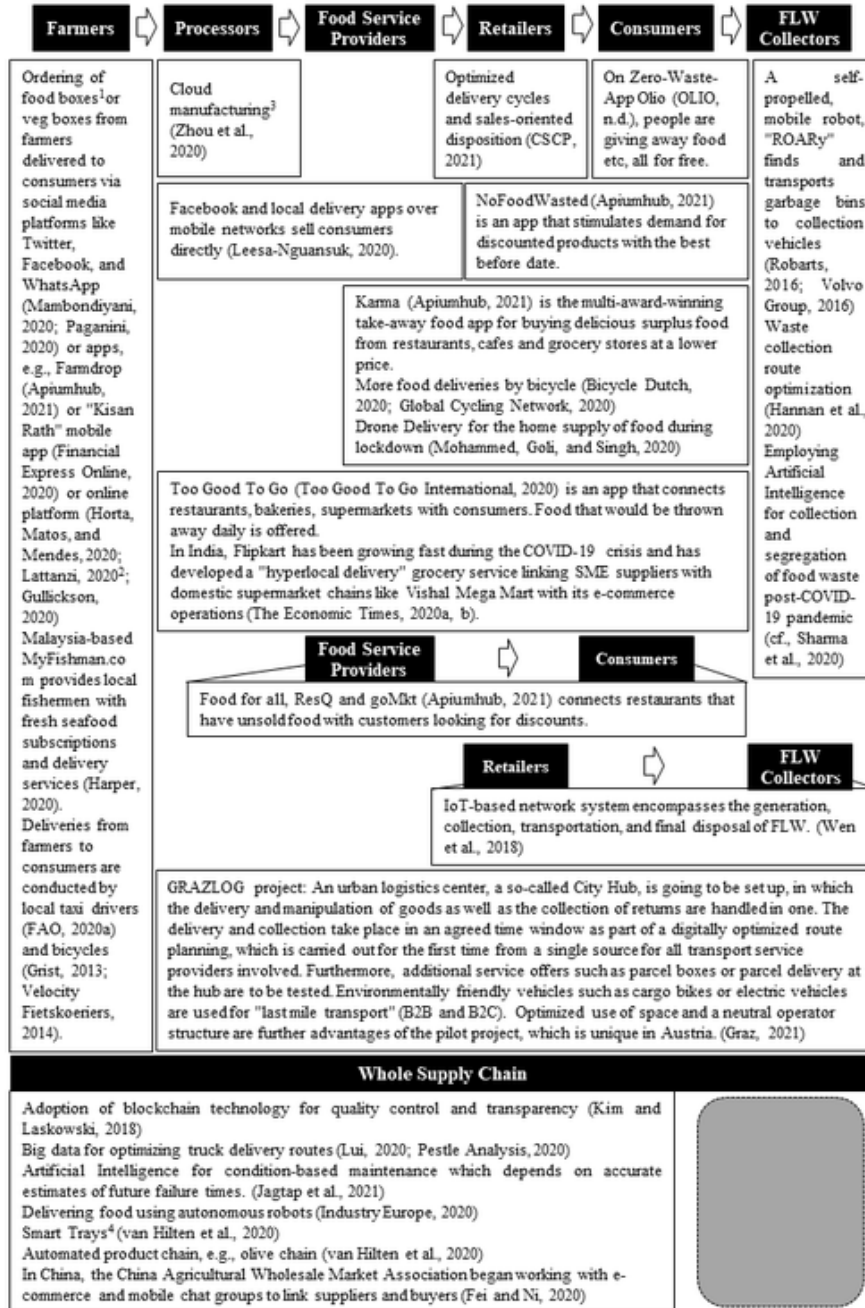 Farmers
Processors
Food Service
Providers
Retailers
Consumers
FLW
Collectors
Ordering of
food boxes¹or
veg boxes from
farmers
delivered to
consumers via
social media
platforms like
Twitter,
Facebook, and
WhatsApp
(Mambondiyani,
2020; Paganini,
2020) or apps,
e.g., Farmdrop
(Apiumhub,
2021) or "Kisan
Rath" mobile
app (Financial
Express Online,
2020) or online
platform (Horta,
Matos, and
Mendes, 2020;
Lattanzi, 2020²;
Gullickson,
2020)
Malaysia-based
MyFishman.co
m provides local
fishermen with
fresh seafood
subscriptions
and delivery
services (Harper,
2020).
Deliveries from
farmers to
consumers are
conducted by
local taxi drivers
(FAO, 2020a)
and bicycles
(Grist, 2013;
Velocity
Fietskoeriers,
2014).
Cloud
manufacturing³
(Zhou et al.,
2020)
Optimized
delivery cycles
and sales-oriented
disposition (CSCP,
2021)
On Zero-Waste-
App Olio (OLIO,
n.d.), people are
giving away food
etc, all for free.
A self-
propelled,
mobile robot,
"ROARy"
finds and
transports
garbage bins
to collection
vehicles
(Robarts,
2016; Volvo
Group, 2016)
Waste
collection
route
optimization
(Hannan et al.,
2020)
Employing
Artificial
Intelligence
for collection
and
segregation
of food waste
post-COVID-
19 pandemic
(cf., Sharma
et al., 2020)
Facebook and local delivery apps over
mobile networks sell consumers
directly (Leesa-Nguansuk, 2020).
NoFoodWasted (Apiumhub, 2021)
is an app that stimulates demand for
discounted products with the best
before date.
Karma (Apiumhub, 2021) is the multi-award-winning
take-away food app for buying delicious surplus food
from restaurants, cafes and grocery stores at a lower
price.
More food deliveries by bicycle (Bicycle Dutch,
2020; Global Cycling Network, 2020)
Drone Delivery for the home supply of food during
lockdown (Mohammed, Goli, and Singh, 2020)
Too Good To Go (Too Good To Go International, 2020) is an app that connects
restaurants, bakeries, supermarkets with consumers. Food that would be thrown
away daily is offered.
In India, Flipkart has been growing fast during the COVID-19 crisis and has
developed a "hyperlocal delivery" grocery service linking SME suppliers with
domestic supermarket chains like Vishal Mega Mart with its e-commerce
operations (The Economic Times, 2020a, b).
Food Service
Providers
Consumers
Food for all, ResQ and goMkt (Apiumhub, 2021) connects restaurants that
have unsold food with customers looking for discounts.
Retailers
FLW
Collectors
IoT-based network system encompasses the generation,
collection, transportation, and final disposal of FLW. (Wen
et al., 2018)
GRAZLOG project: An urban logistics center, a so-called City Hub, is going to be set up, in which
the delivery and manipulation of goods as well as the collection of returns are handled in one. The
delivery and collection take place in an agreed time window as part of a digitally optimized route
planning, which is carried out for the first time from a single source for all transport service
providers involved. Furthermore, additional service offers such as parcel boxes or parcel delivery at
the hub are to be tested. Environmentally friendly vehicles such as cargo bikes or electric vehicles
are used for "last mile transport" (B2B and B2C). Optimized use of space and a neutral operator
structure are further advantages of the pilot project, which is unique in Austria. (Graz, 2021)
Whole Supply Chain
Adoption of blockchain technology for quality control and transparency (Kim and
Laskowski, 2018)
Big data for optimizing truck delivery routes (Lui, 2020; Pestle Analysis, 2020)
Artificial Intelligence for condition-based maintenance which depends on accurate
estimates of future failure times. (Jagtap et al., 2021)
Delivering food using autonomous robots (Industry Europe, 2020)
Smart Trays⁴ (van Hilten et al., 2020)
Automated product chain, e.g., olive chain (van Hilten et al., 2020)
In China, the China Agricultural Wholesale Market Association began working with e-
commerce and mobile chat groups to link suppliers and buyers (Fei and Ni, 2020)